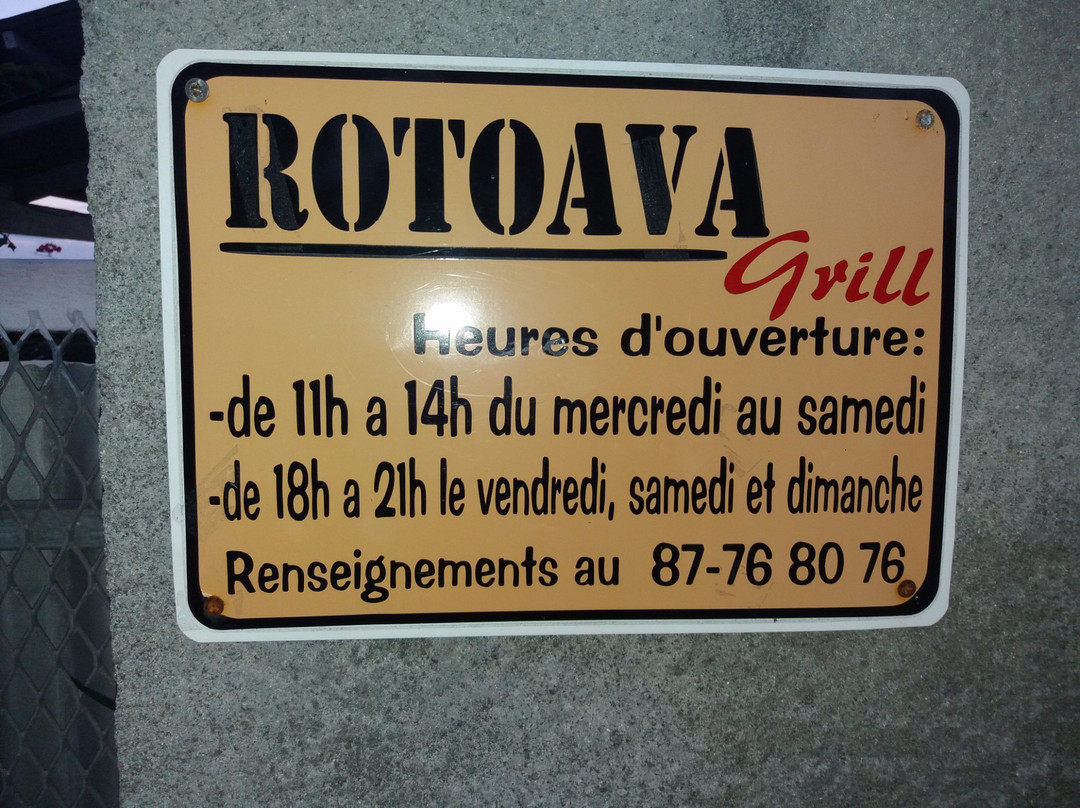 ROTOAVA
Grill
Heures d'ouverture:
-de 11h a 14h du mercredi au samedi
-de 18h a 21h le vendredi, samedi et dimanche
Renseignements au 87-76 80 76